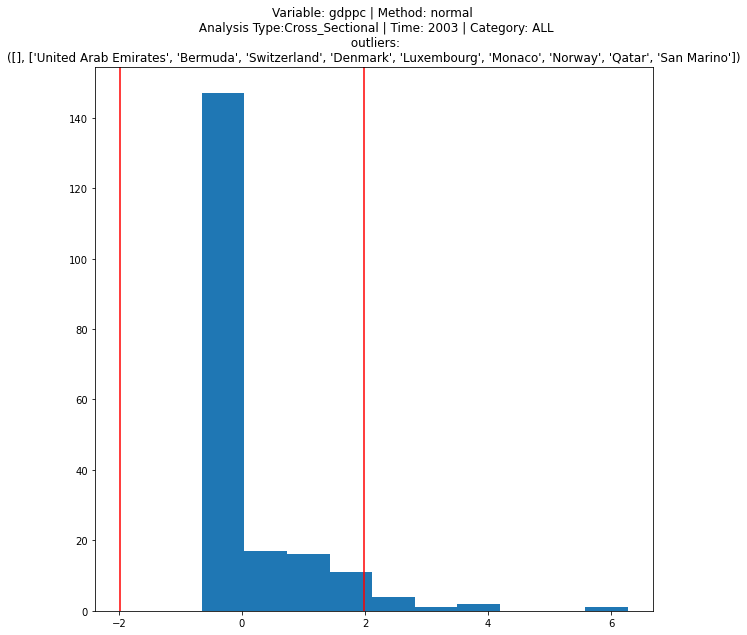 Variable: gdppc | Method: normal
Analysis Type:Cross_Sectional | Time: 2003 | Category: ALL
outliers:
([], ['United Arab Emirates', 'Bermuda', 'Switzerland', 'Denmark', 'Luxembourg', 'Monaco', 'Norway', 'Qatar', 'San Marino'])
140
120
100
80
60
40
20
0
−2 0 2 4 6